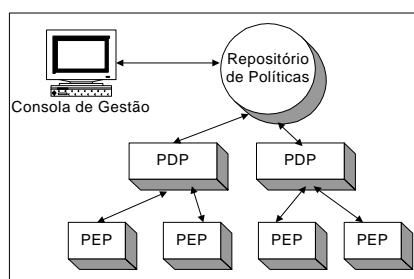 Repositório
de Políticas
Consola de Gestão
PDP
PDP
PEP
PEP
PEP
PEP